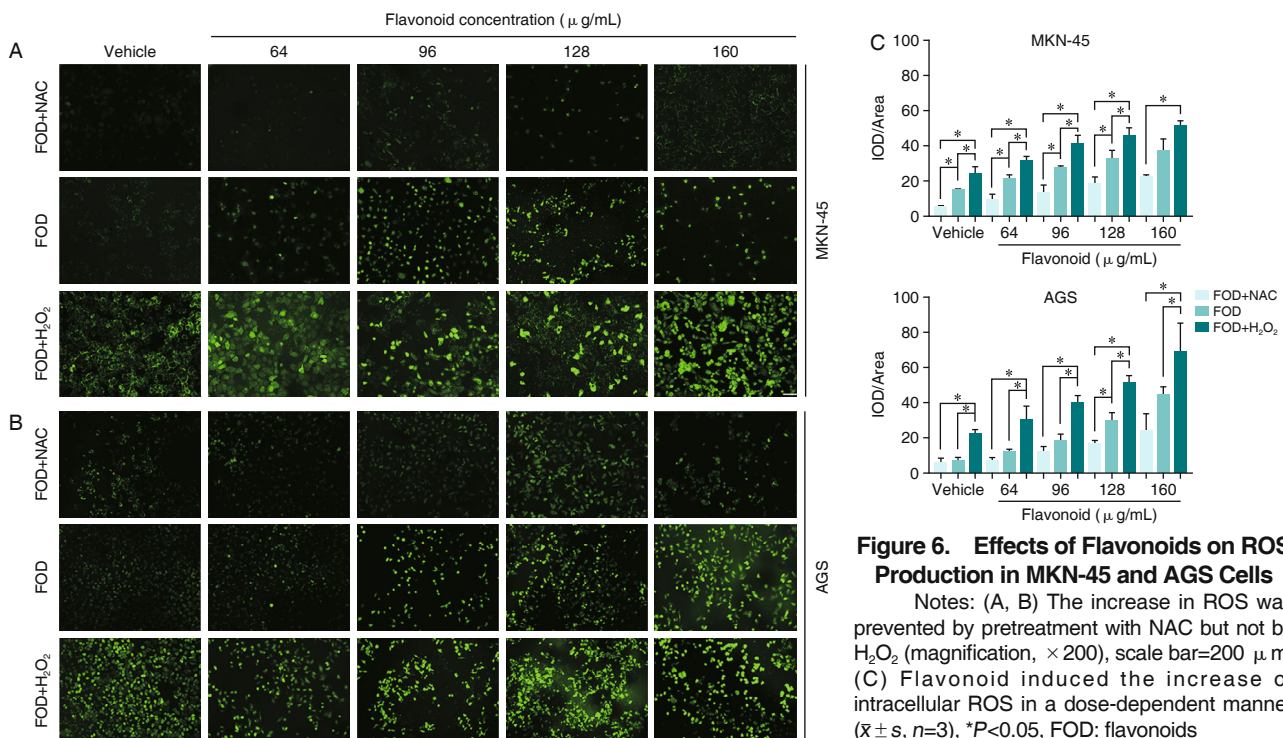 Flavonoid concentration ( μ g/mL)
A
Vehicle
64
96
128
160
FOD+NAC
FOD
FOD+H₂O₂
MKN-45
B
FOD+NAC
FOD
FOD+H₂O₂
AGS
C
MKN-45
100
80
60
40
20
0
IOD/Area
* * * * * * * * * * * * *
Vehicle
64
96
128
160
Flavonoid ( μ g/mL)
AGS
100
80
60
40
20
0
IOD/Area
* * * * * * * * * * *
Vehicle
64
96
128
160
Flavonoid ( μ g/mL)
FOD+NAC
FOD
FOD+H₂O₂
Figure 6. Effects of Flavonoids on ROS
Production in MKN-45 and AGS Cells
Notes: (A, B) The increase in ROS wa
prevented by pretreatment with NAC but not b
H₂O₂ (magnification, ×200), scale bar=200 μ m
(C) Flavonoid induced the increase o
intracellular ROS in a dose-dependent manne
(x̄ ± s, n=3), *P<0.05, FOD: flavonoids